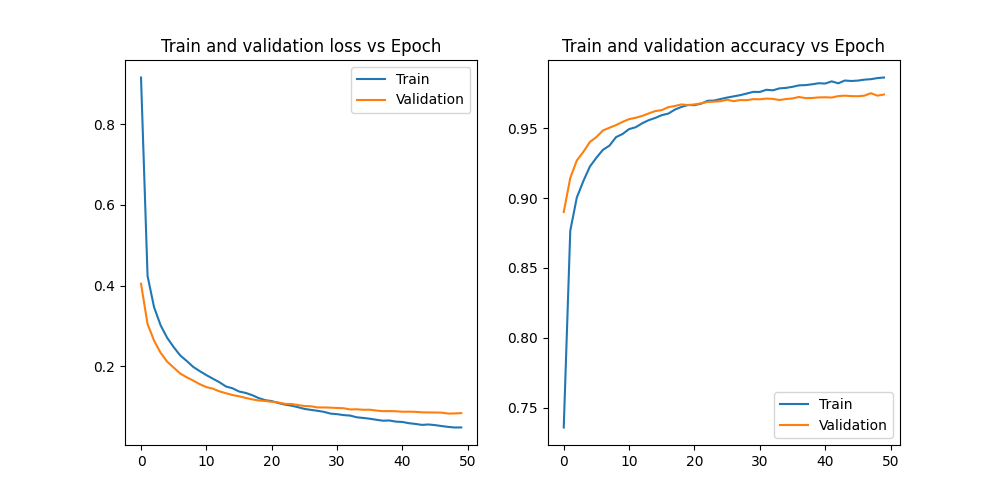 Train and validation loss vs Epoch
Train
Validation
0.8
0.6
0.4
0.2
0 10 20 30 40 50
Train and validation accuracy vs Epoch
0.95
0.90
0.85
0.80
0.75
Train
Validation
0 10 20 30 40 50